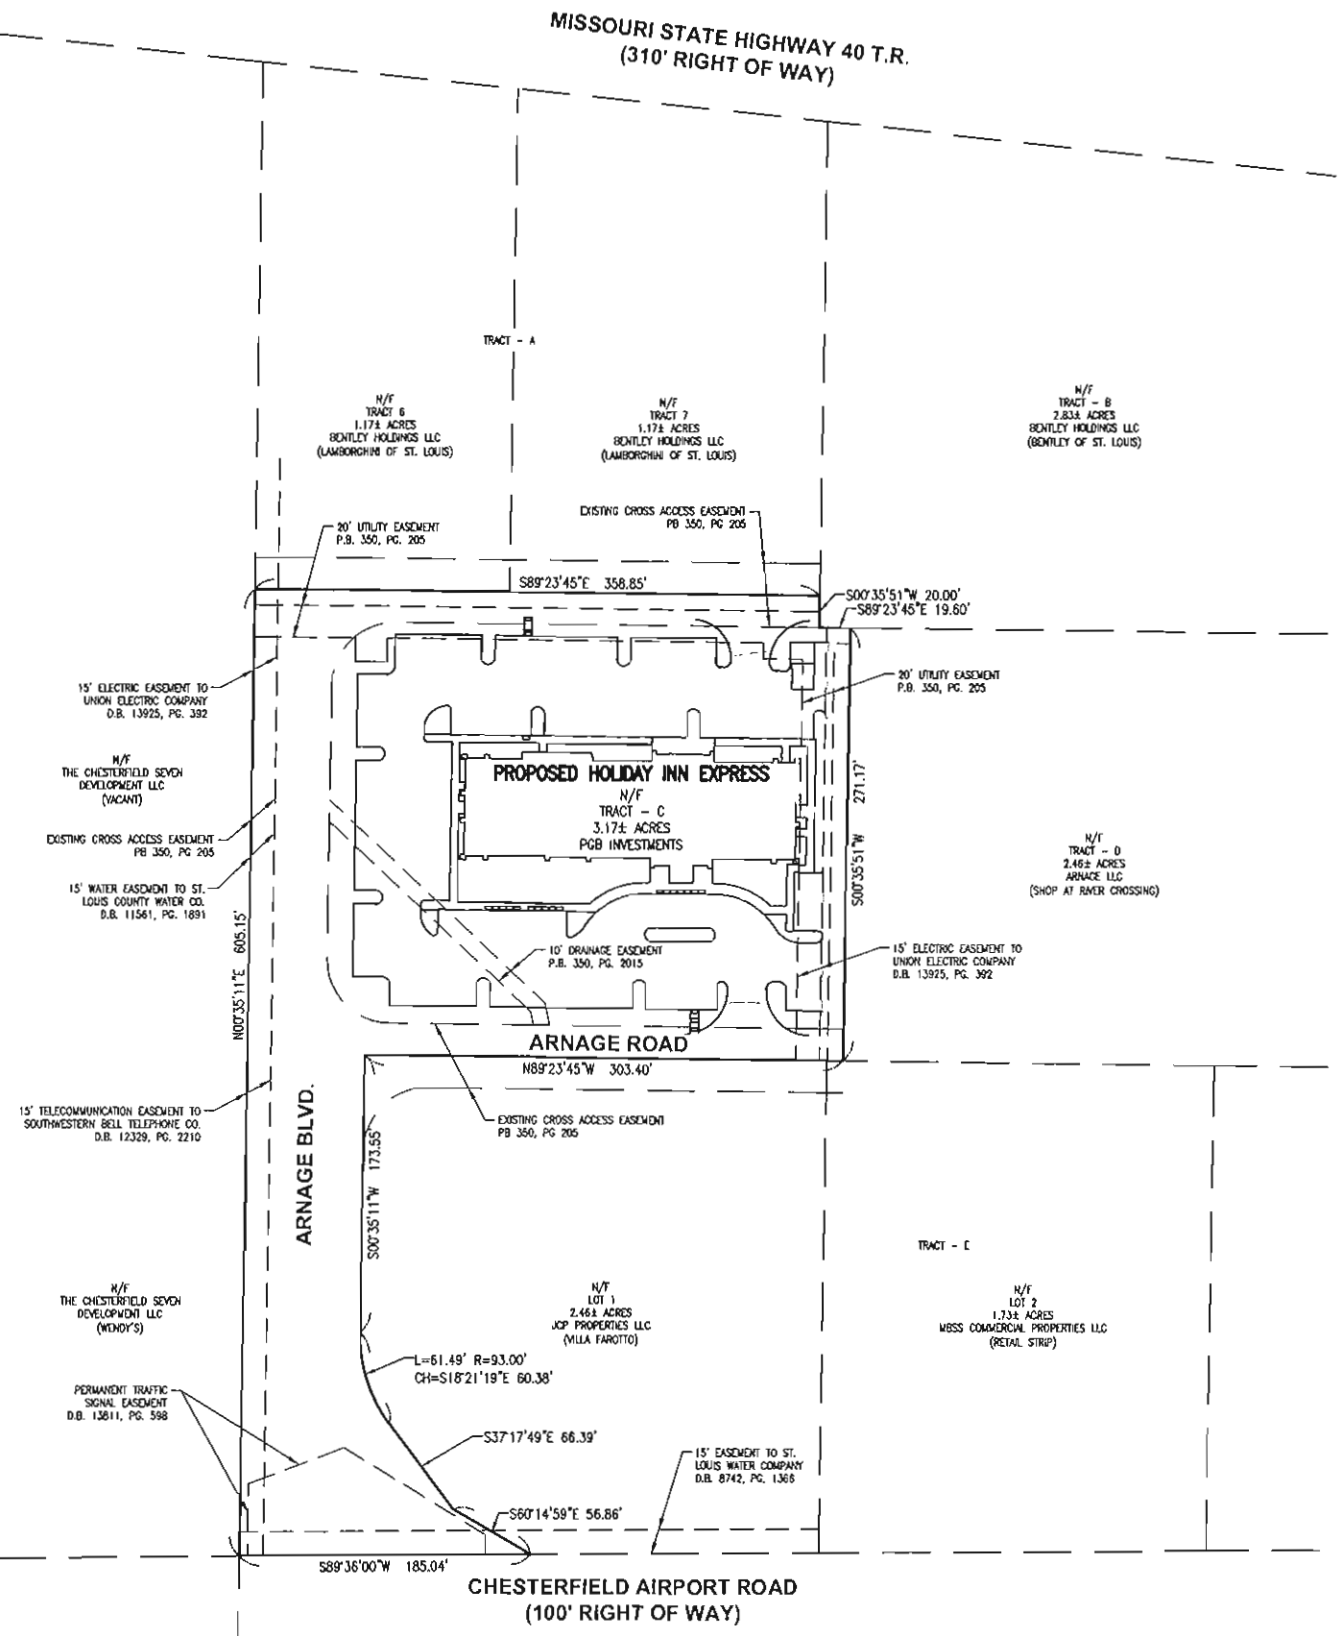 MISSOURI STATE HIGHWAY 40 T.R.
(310' RIGHT OF WAY)
TRACT - A
N/F
TRACT 6
1.17± ACRES
BENTLEY HOLDINGS LLC
(LAMBORGHINI OF ST. LOUIS)
N/F
TRACT 7
1.17± ACRES
BENTLEY HOLDINGS LLC
(LAMBORGHINI OF ST. LOUIS)
N/F
TRACT - B
2.83± ACRES
BENTLEY HOLDINGS LLC
(BENTLEY OF ST. LOUIS)
20' UTILITY EASEMENT
P.B. 350, PG. 205
EXISTING CROSS ACCESS EASEMENT
PB 350, PG 205
S89°23'45"E 358.85'
S00°35'51"W 20.00'
S89°23'45"E 19.60'
15' ELECTRIC EASEMENT TO
UNION ELECTRIC COMPANY
D.B. 13925, PG. 392
20' UTILITY EASEMENT
P.B. 350, PG. 205
N/F
THE CHESTERFIELD SEVEN
DEVELOPMENT LLC
(VACANT)
PROPOSED HOLIDAY INN EXPRESS
N/F
TRACT - C
3.17± ACRES
PGB INVESTMENTS
S00°35'51"W 271.17'
EXISTING CROSS ACCESS EASEMENT
PB 350, PG 205
15' WATER EASEMENT TO ST.
LOUIS COUNTY WATER CO.
D.B. 11561, PG. 1891
N/F
TRACT - D
2.46± ACRES
ARNAGE LLC
(SHOP AT RIVER CROSSING)
N00°35'11"E 605.15'
10' DRAINAGE EASEMENT
P.B. 350, PG. 2015
15' ELECTRIC EASEMENT TO
UNION ELECTRIC COMPANY
D.B. 13925, PG. 392
ARNAGE ROAD
N89°23'45"W 303.40'
15' TELECOMMUNICATION EASEMENT TO
SOUTHWESTERN BELL TELEPHONE CO.
D.B. 12329, PG. 2210
EXISTING CROSS ACCESS EASEMENT
PB 350, PG 205
ARNAGE BLVD.
S00°35'11"W 173.55'
TRACT - E
N/F
THE CHESTERFIELD SEVEN
DEVELOPMENT LLC
(WENDY'S)
N/F
LOT 1
2.46± ACRES
JCP PROPERTIES LLC
(VILLA FAROTTO)
N/F
LOT 2
1.73± ACRES
MBSS COMMERCIAL PROPERTIES LLC
(RETAIL STRIP)
L=61.49' R=93.00'
CH=S18°21'19"E 60.38'
PERMANENT TRAFFIC
SIGNAL EASEMENT
D.B. 13811, PG. 598
S37°17'49"E 66.39'
15' EASEMENT TO ST.
LOUIS WATER COMPANY
D.B. 8742, PG. 1366
S60°14'59"E 56.86'
S89°36'00"W 185.04'
CHESTERFIELD AIRPORT ROAD
(100' RIGHT OF WAY)